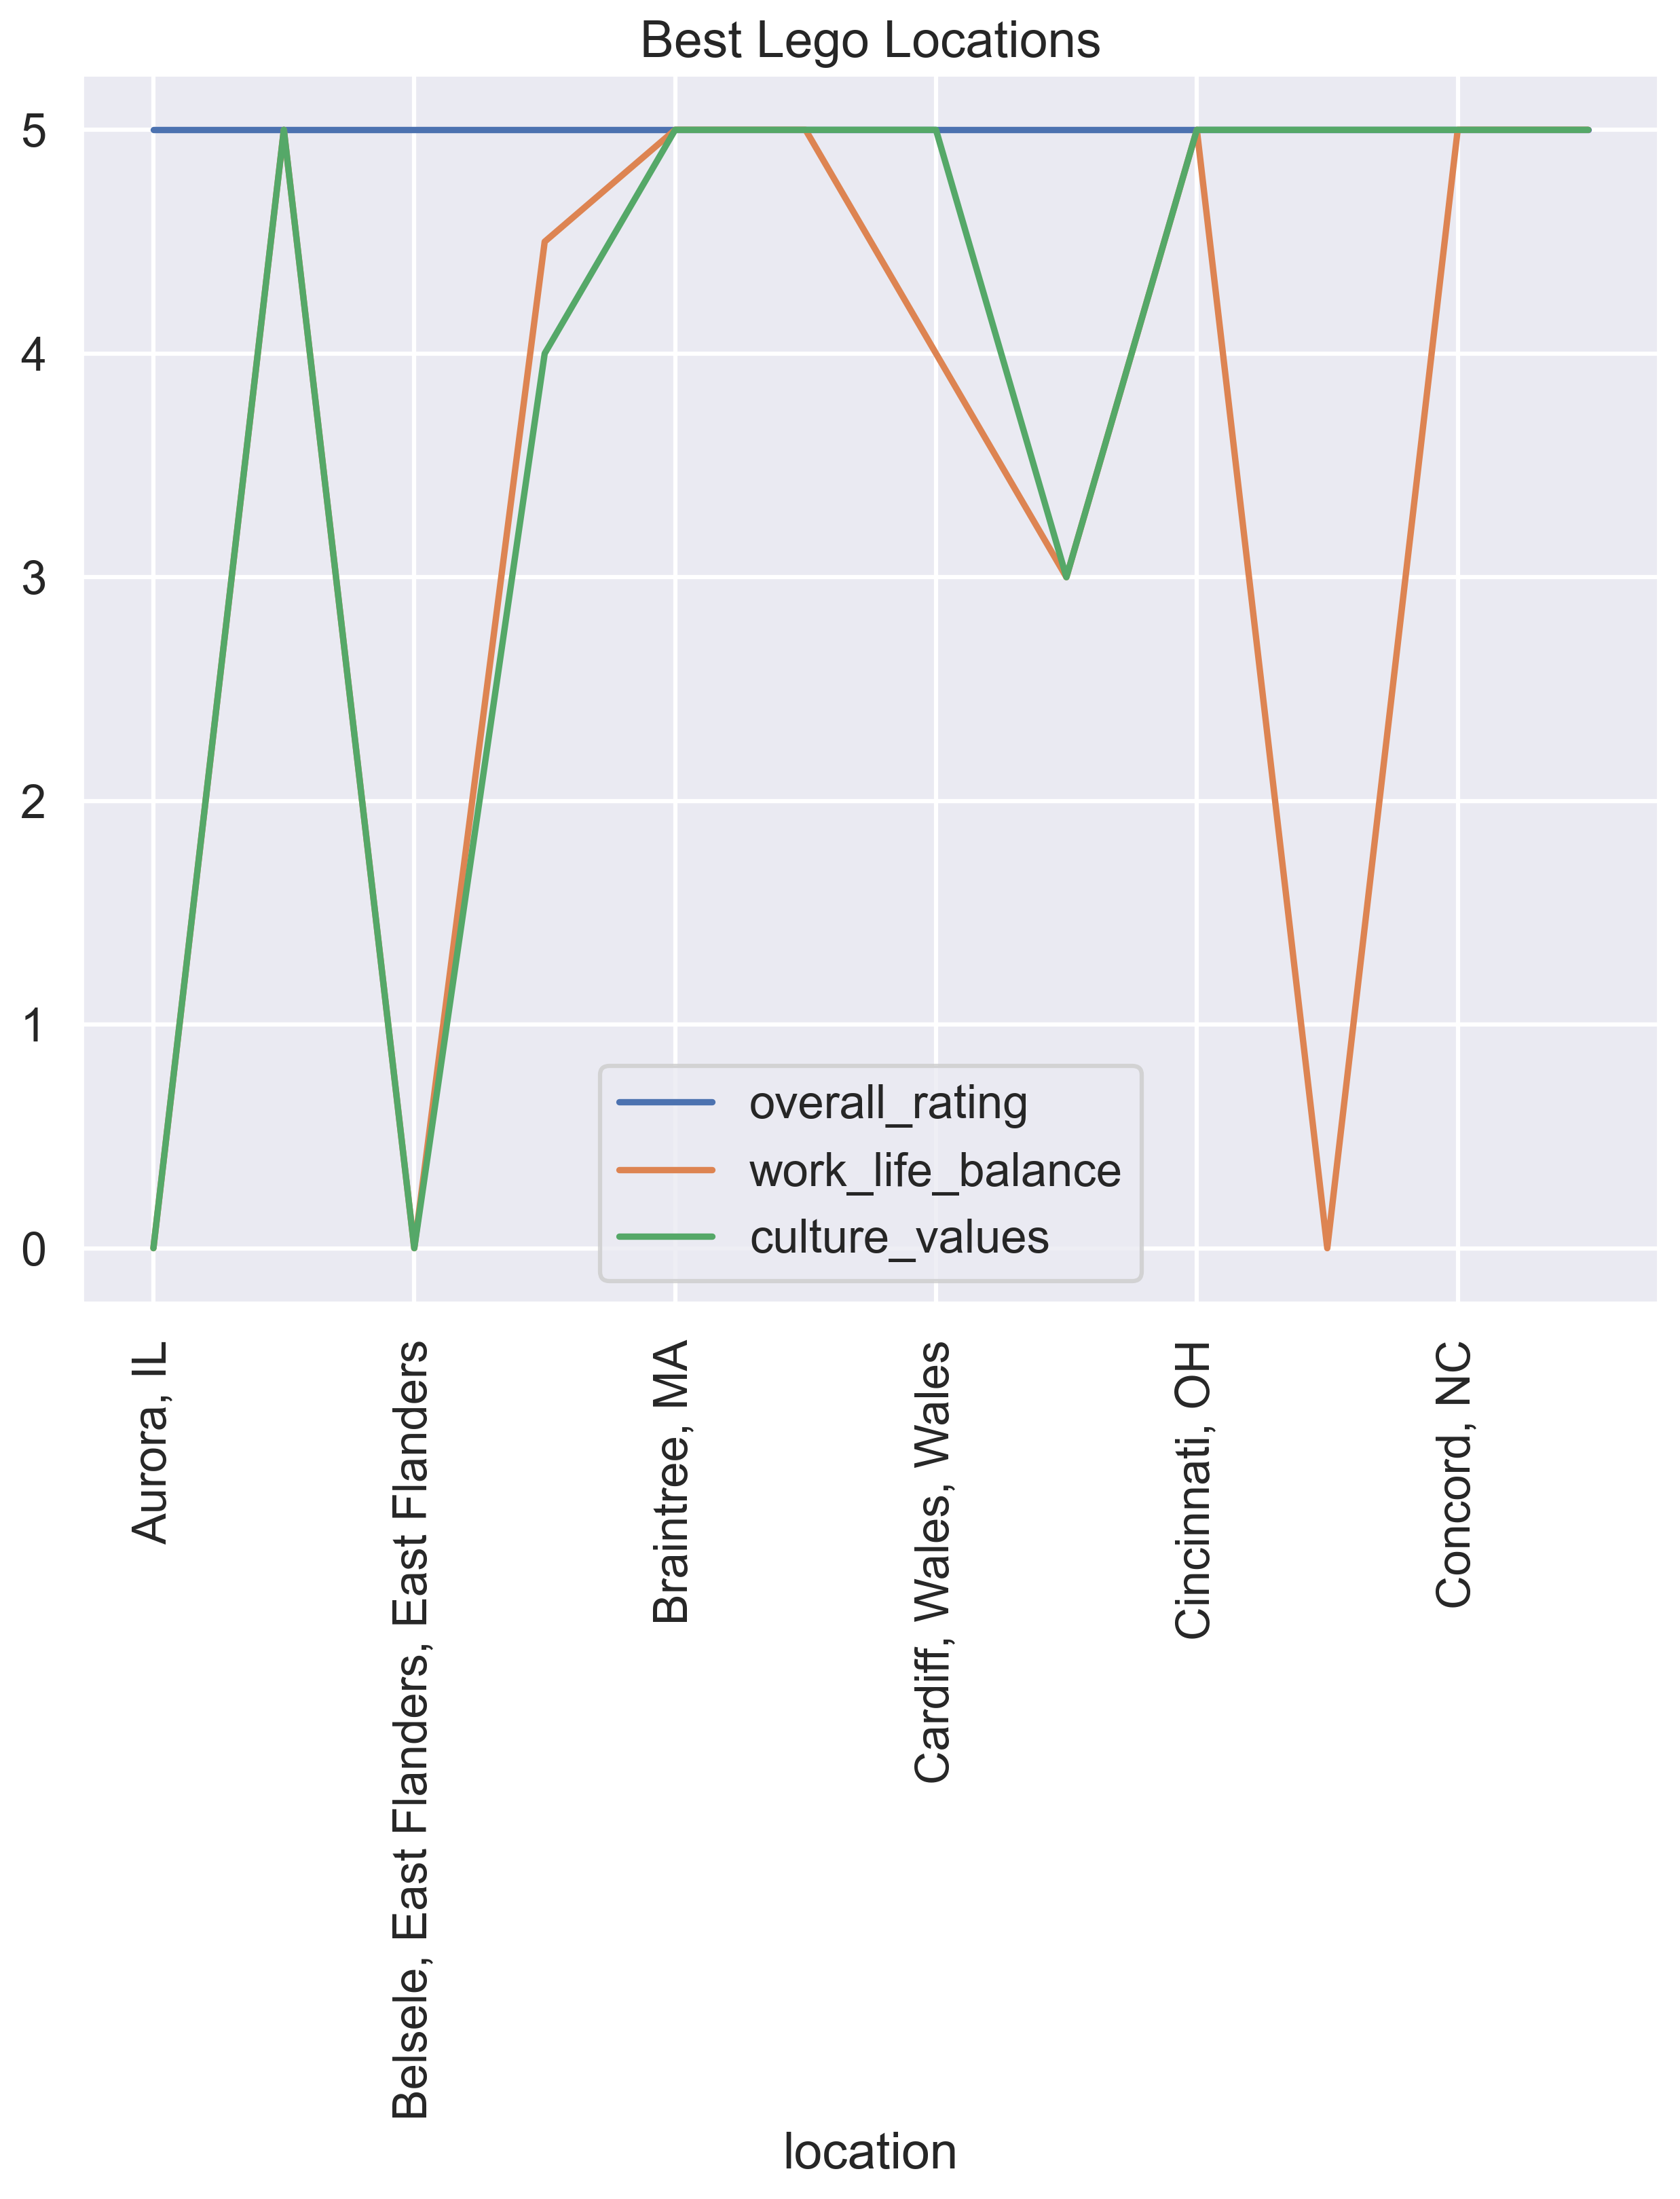 Best Lego Locations
5
4
3
2
1
0
overall_rating
work_life_balance
culture_values
Aurora, IL
Belsele, East Flanders, East Flanders
Braintree, MA
Cardiff, Wales, Wales
Cincinnati, OH
Concord, NC
location